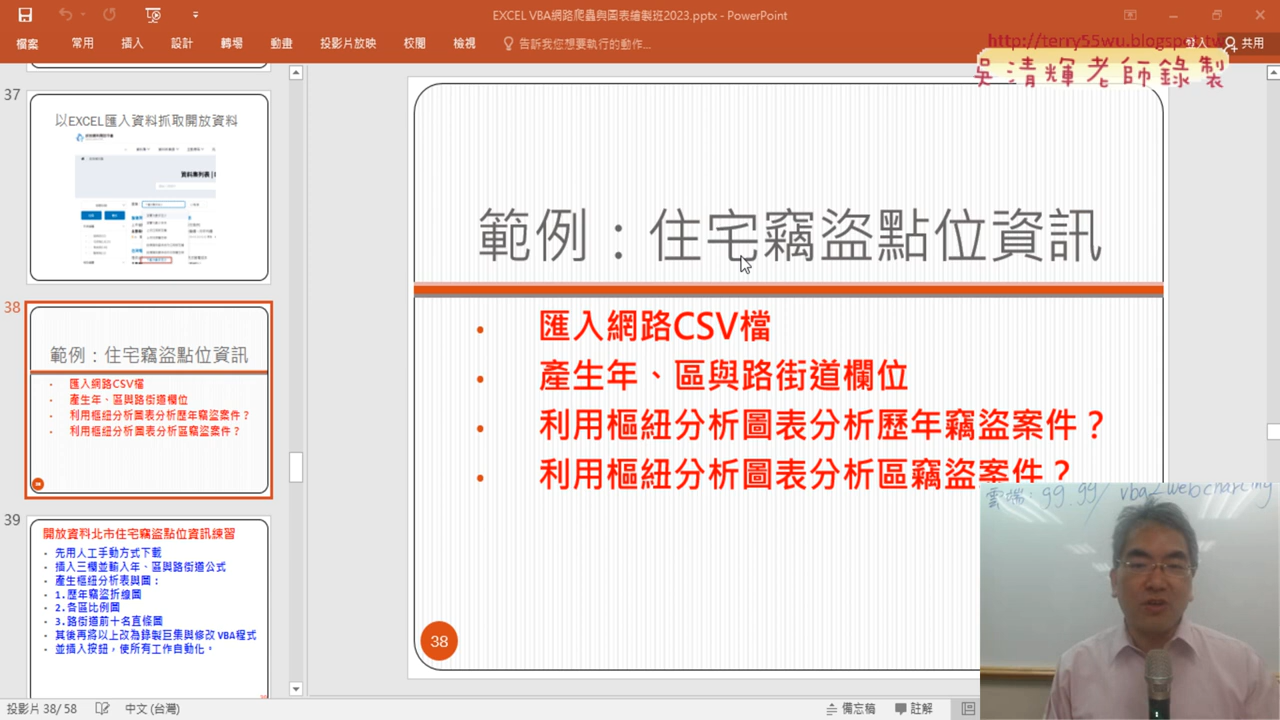 EXCEL VBA網路爬蟲與圖表繪製班2023.pptx - PowerPoint
檔案 常用 插入 設計 轉場 動畫 投影片放映 校閱 檢視 告訴我您想要執行的動作... 登入 共用
http://terry55wu.blogspot.tw
吳清輝老師錄製
37
以EXCEL匯入資料抓取開放資料
38
範例：住宅竊盜點位資訊
匯入網路CSV檔
產生年、區與路街道欄位
利用樞紐分析圖表分析歷年竊盜案件？
利用樞紐分析圖表分析區竊盜案件？
39
開放資料北市住宅竊盜點位資訊練習
先用人工手動方式下載
插入三欄並輸入年、區與路街道公式
產生樞紐分析表與圖：
1.歷年竊盜折線圖
2.各區比例圖
3.路街道前十名直條圖
其後再將以上改為錄製巨集與修改 VBA程式
並插入按鈕，使所有工作自動化。
範例：住宅竊盜點位資訊
匯入網路CSV檔
產生年、區與路街道欄位
利用樞紐分析圖表分析歷年竊盜案件？
利用樞紐分析圖表分析區竊盜案件？
38
雲端：gg.gg/vba-webcharting
投影片 38/ 58 中文 (台灣) 備忘稿 註解